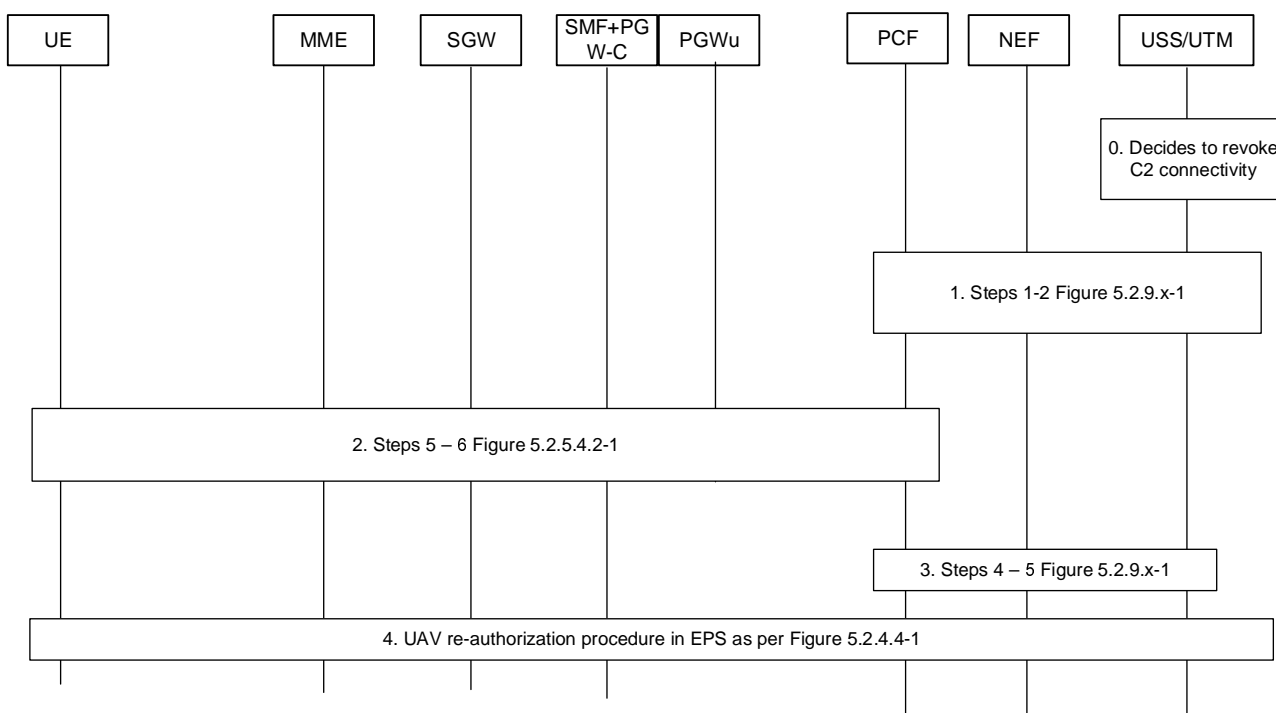 UE
MME
SGW
SMF+PG
W-C
PGWu
PCF
NEF
USS/UTM
0. Decides to revoke
C2 connectivity
1. Steps 1-2 Figure 5.2.9.x-1
2. Steps 5 – 6 Figure 5.2.5.4.2-1
3. Steps 4 – 5 Figure 5.2.9.x-1
4. UAV re-authorization procedure in EPS as per Figure 5.2.4.4-1